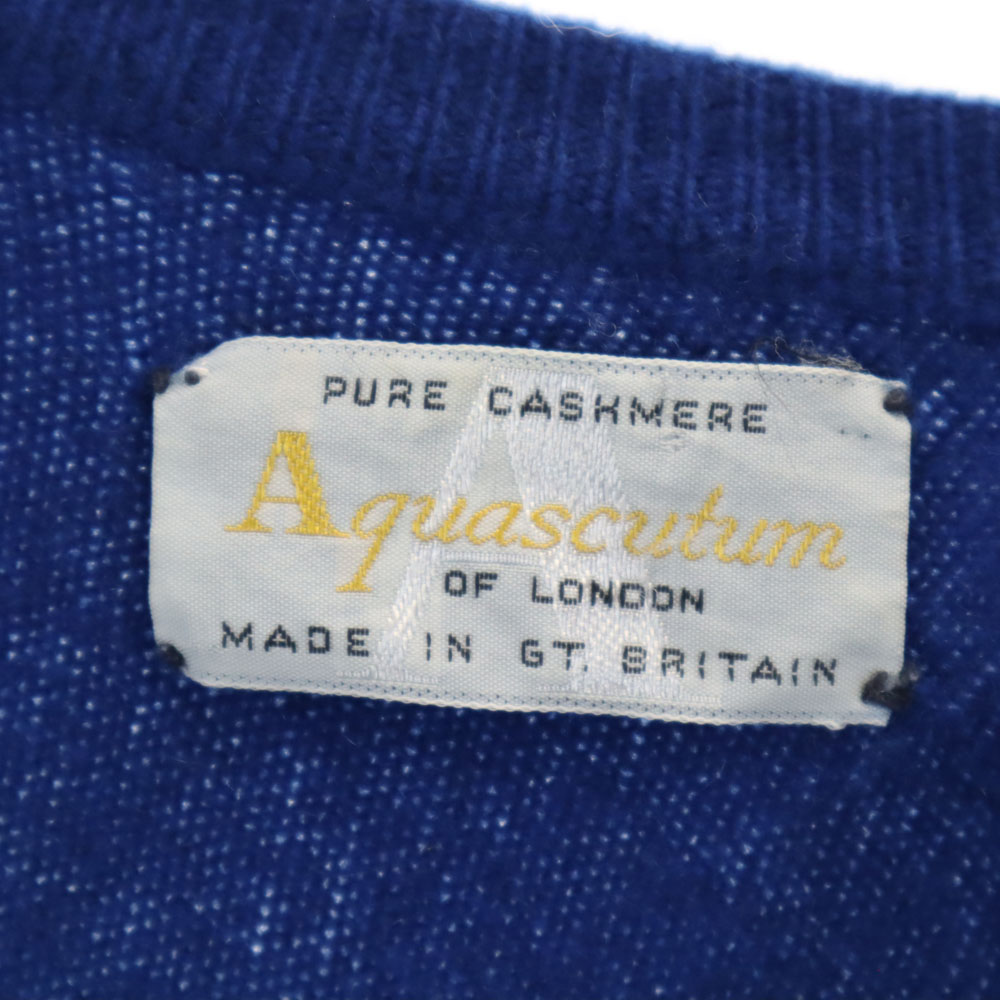 PURE CASHMERE
Aquascutum
OF LONDON
MADE IN GT. BRITAIN